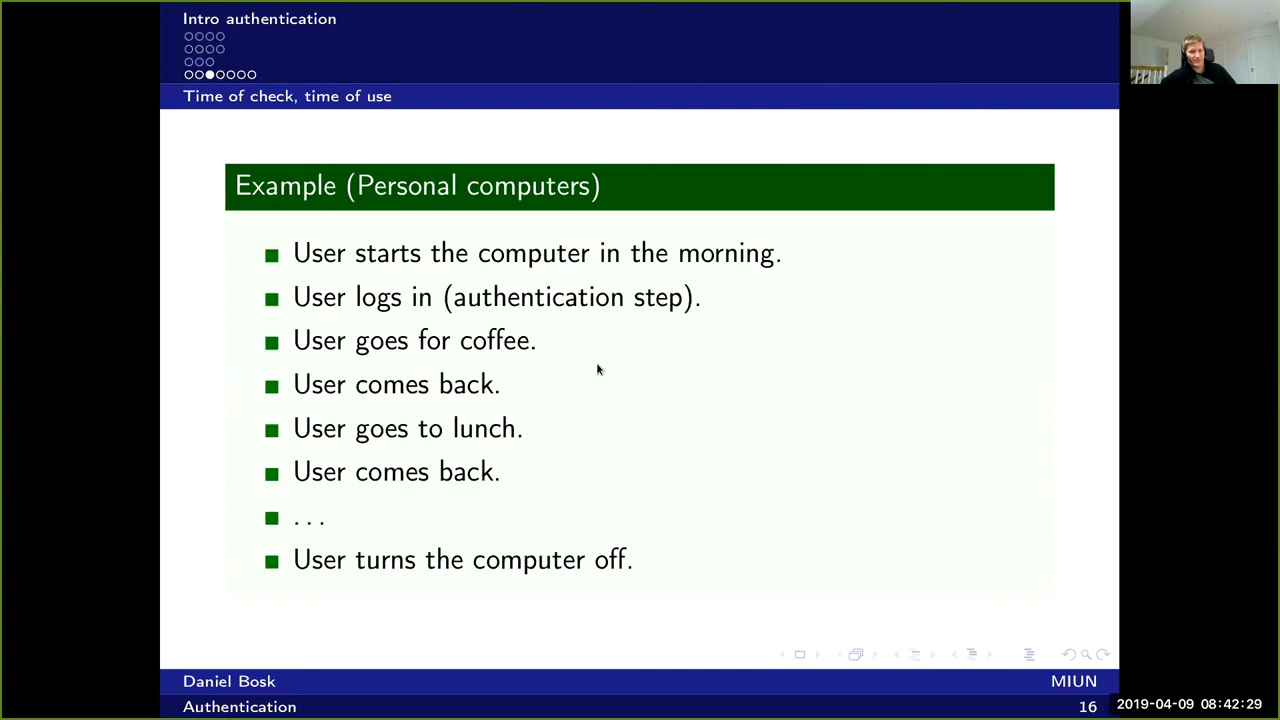 Intro authentication
Time of check, time of use
Example (Personal computers)
User starts the computer in the morning.
User logs in (authentication step).
User goes for coffee.
User comes back.
User goes to lunch.
User comes back.
. . .
User turns the computer off.
Daniel Bosk
MIUN
Authentication
16
2019-04-09 08:42:29